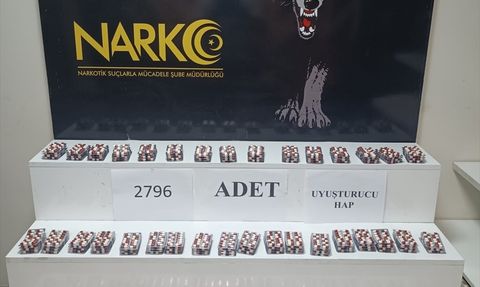 NARKO
NARKOTİK SUÇLARLA MÜCADELE ŞUBE MÜDÜRLÜĞÜ
2796
ADET
UYUŞTURUCU
HAP